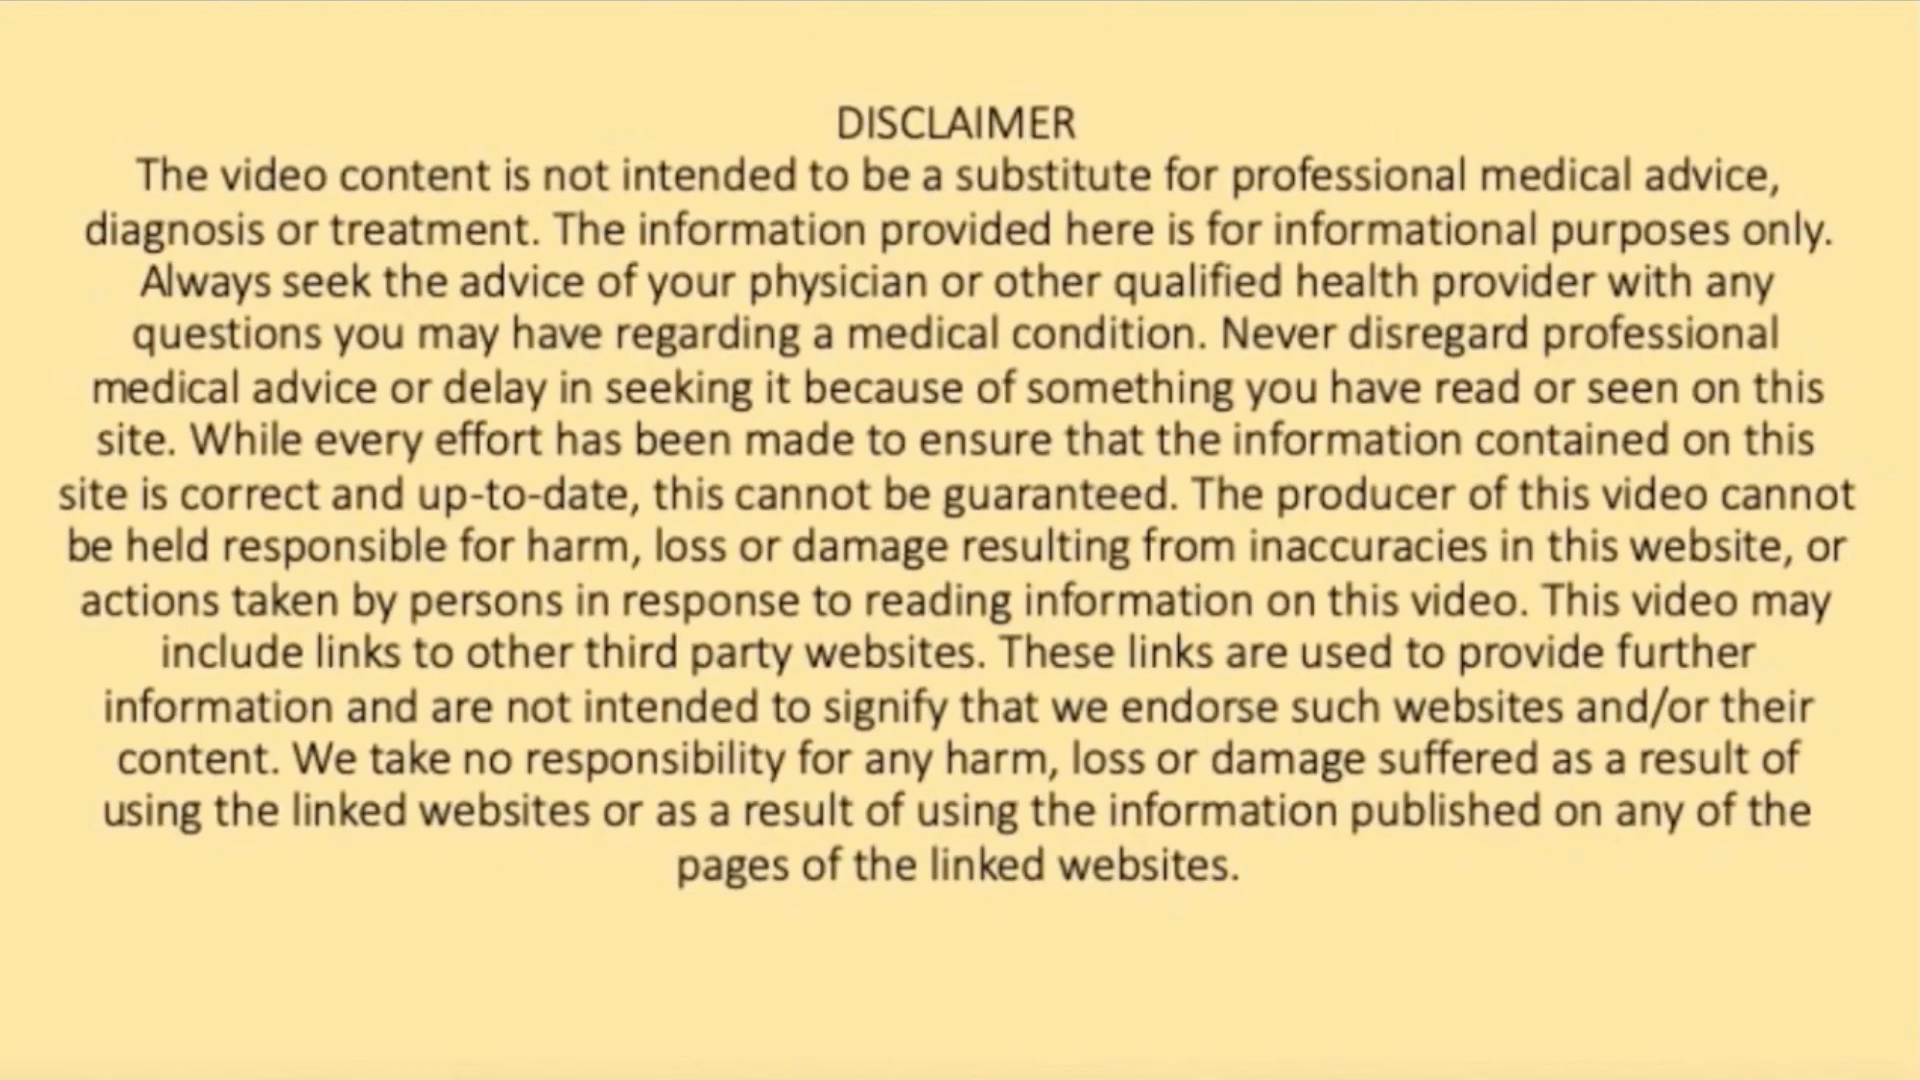 DISCLAIMER
The video content is not intended to be a substitute for professional medical advice,
diagnosis or treatment. The information provided here is for informational purposes only.
Always seek the advice of your physician or other qualified health provider with any
questions you may have regarding a medical condition. Never disregard professional
medical advice or delay in seeking it because of something you have read or seen on this
site. While every effort has been made to ensure that the information contained on this
site is correct and up-to-date, this cannot be guaranteed. The producer of this video cannot
be held responsible for harm, loss or damage resulting from inaccuracies in this website, or
actions taken by persons in response to reading information on this video. This video may
include links to other third party websites. These links are used to provide further
information and are not intended to signify that we endorse such websites and/or their
content. We take no responsibility for any harm, loss or damage suffered as a result of
using the linked websites or as a result of using the information published on any of the
pages of the linked websites.